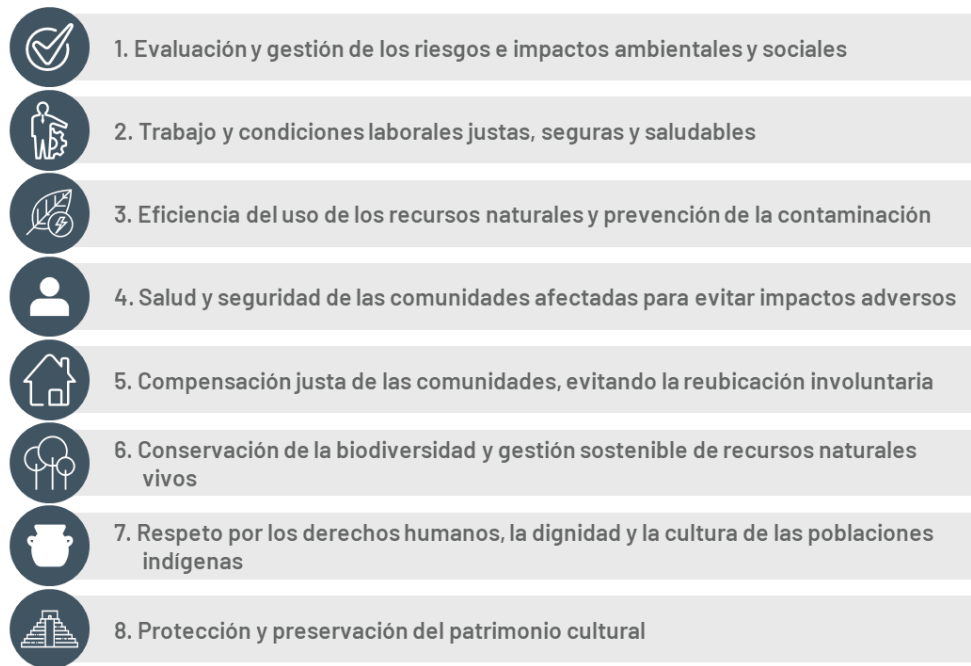 1. Evaluación y gestión de los riesgos e impactos ambientales y sociales
2. Trabajo y condiciones laborales justas, seguras y saludables
3. Eficiencia del uso de los recursos naturales y prevención de la contaminación
4. Salud y seguridad de las comunidades afectadas para evitar impactos adversos
5. Compensación justa de las comunidades, evitando la reubicación involuntaria
6. Conservación de la biodiversidad y gestión sostenible de recursos naturales
vivos
7. Respeto por los derechos humanos, la dignidad y la cultura de las poblaciones
indígenas
8. Protección y preservación del patrimonio cultural